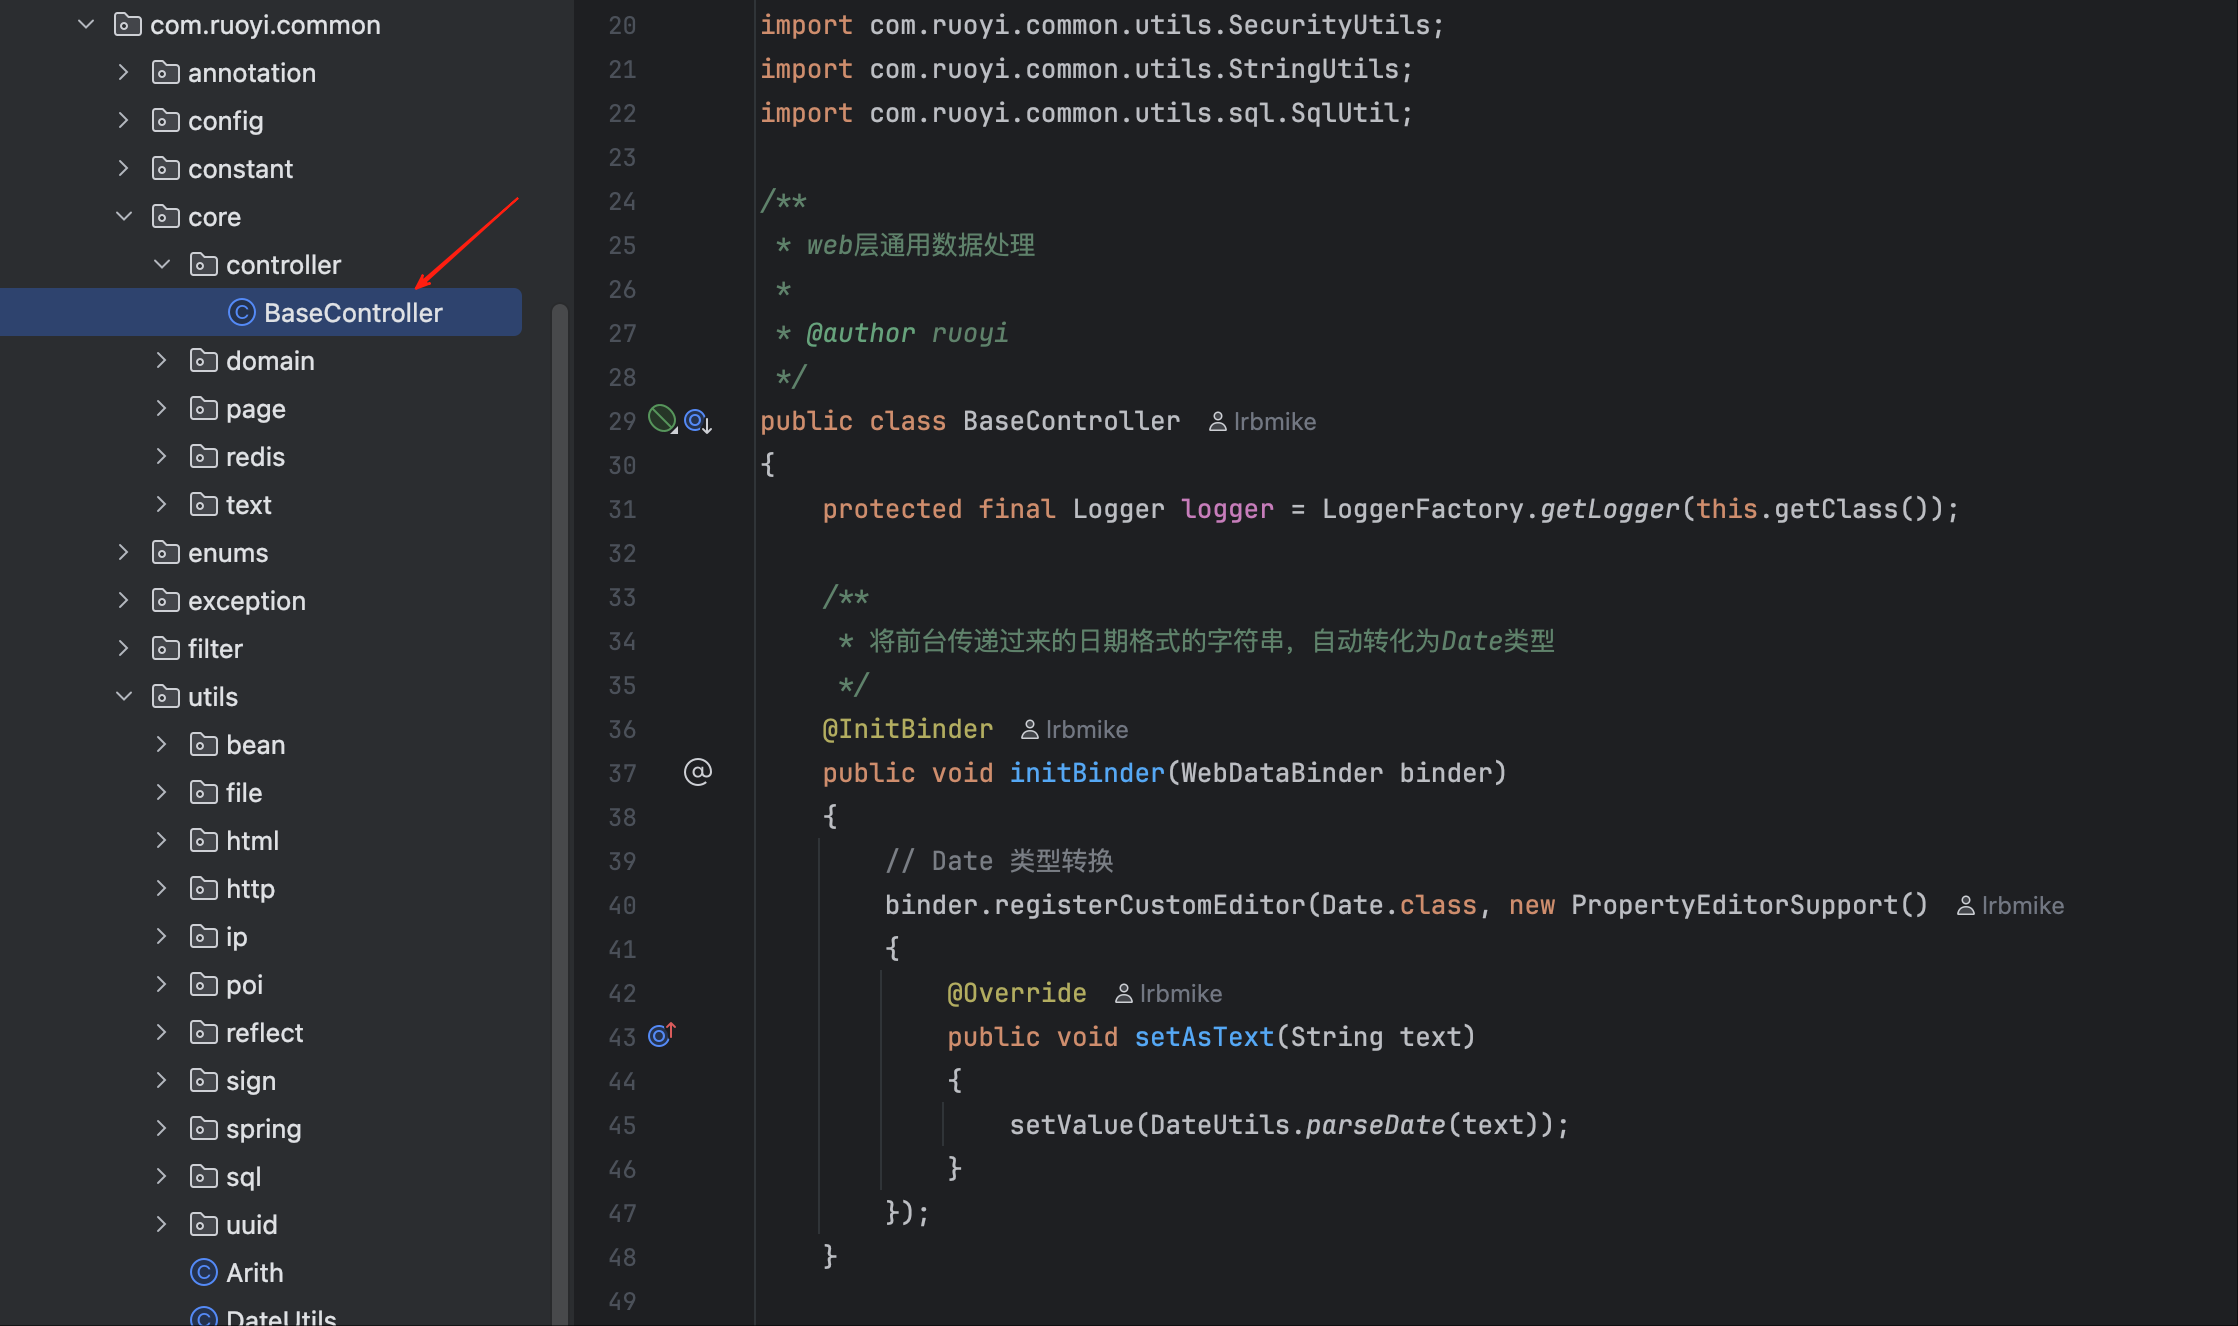 com.ruoyi.common
annotation
config
constant
core
controller
BaseController
domain
page
redis
text
enums
exception
filter
utils
bean
file
html
http
ip
poi
reflect
sign
spring
sql
uuid
Arith
DateUtils
20 import com.ruoyi.common.utils.SecurityUtils;
21 import com.ruoyi.common.utils.StringUtils;
22 import com.ruoyi.common.utils.sql.SqlUtil;
23
24 /**
25 * web层通用数据处理
26 *
27 * @author ruoyi
28 */
29 public class BaseController lrbmike
30 {
31 protected final Logger logger = LoggerFactory.getLogger(this.getClass());
32
33 /**
34 * 将前台传递过来的日期格式的字符串，自动转化为Date类型
35 */
36 @InitBinder lrbmike
37 public void initBinder(WebDataBinder binder)
38 {
39 // Date 类型转换
40 binder.registerCustomEditor(Date.class, new PropertyEditorSupport() lrbmike
41 {
42 @Override lrbmike
43 public void setAsText(String text)
44 {
45 setValue(DateUtils.parseDate(text));
46 }
47 });
48 }
49